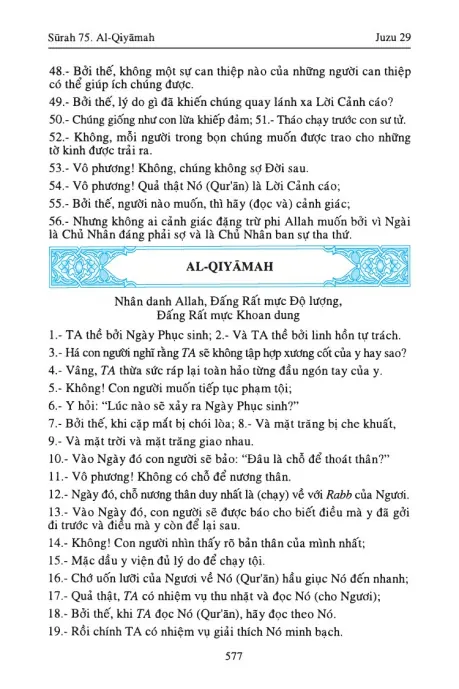 Sūrah 75. Al-Qiyāmah Juzu 29
48.- Bởi thế, không một sự can thiệp nào của những người can thiệp
có thể giúp ích chúng được.
49.- Bởi thế, lý do gì đã khiến chúng quay lánh xa Lời Cảnh cáo?
50.- Chúng giống như con lừa khiếp đảm; 51.- Tháo chạy trước con sư tử.
52.- Không, mỗi người trong bọn chúng muốn được trao cho những
tờ kinh được trải ra.
53.- Vô phương! Không, chúng không sợ Đời sau.
54.- Vô phương! Quả thật Nó (Qur'ān) là Lời Cảnh cáo;
55.- Bởi thế, người nào muốn, thì hãy (đọc và) cảnh giác;
56.- Nhưng không ai cảnh giác đặng trừ phi Allah muốn bởi vì Ngài
là Chủ Nhân đáng phải sợ và là Chủ Nhân ban sự tha thứ.
AL-QIYĀMAH
Nhân danh Allah, Đấng Rất mực Độ lượng,
Đấng Rất mực Khoan dung
1.- TA thề bởi Ngày Phục sinh; 2.- Và TA thề bởi linh hồn tự trách.
3.- Há con người nghĩ rằng TA sẽ không tập hợp xương cốt của y hay sao?
4.- Vâng, TA thừa sức ráp lại toàn hảo từng đầu ngón tay của y.
5.- Không! Con người muốn tiếp tục phạm tội;
6.- Y hỏi: “Lúc nào sẽ xảy ra Ngày Phục sinh?”
7.- Bởi thế, khi cặp mắt bị chói lòa; 8.- Và mặt trăng bị che khuất,
9.- Và mặt trời và mặt trăng giao nhau.
10.- Vào Ngày đó con người sẽ bảo: “Đâu là chỗ để thoát thân?”
11.- Vô phương! Không có chỗ để nương thân.
12.- Ngày đó, chỗ nương thân duy nhất là (chạy) về với Rabb của Ngươi.
13.- Vào Ngày đó, con người sẽ được báo cho biết điều mà y đã gởi
đi trước và điều mà y còn để lại sau.
14.- Không! Con người nhìn thấy rõ bản thân của mình nhất;
15.- Mặc dầu y viện đủ lý do để chạy tội.
16.- Chớ uốn lưỡi của Ngươi về Nó (Qur'ān) hầu giục Nó đến nhanh;
17.- Quả thật, TA có nhiệm vụ thu nhặt và đọc Nó (cho Ngươi);
18.- Bởi thế, khi TA đọc Nó (Qur'ān), hãy đọc theo Nó.
19.- Rồi chính TA có nhiệm vụ giải thích Nó minh bạch.
577